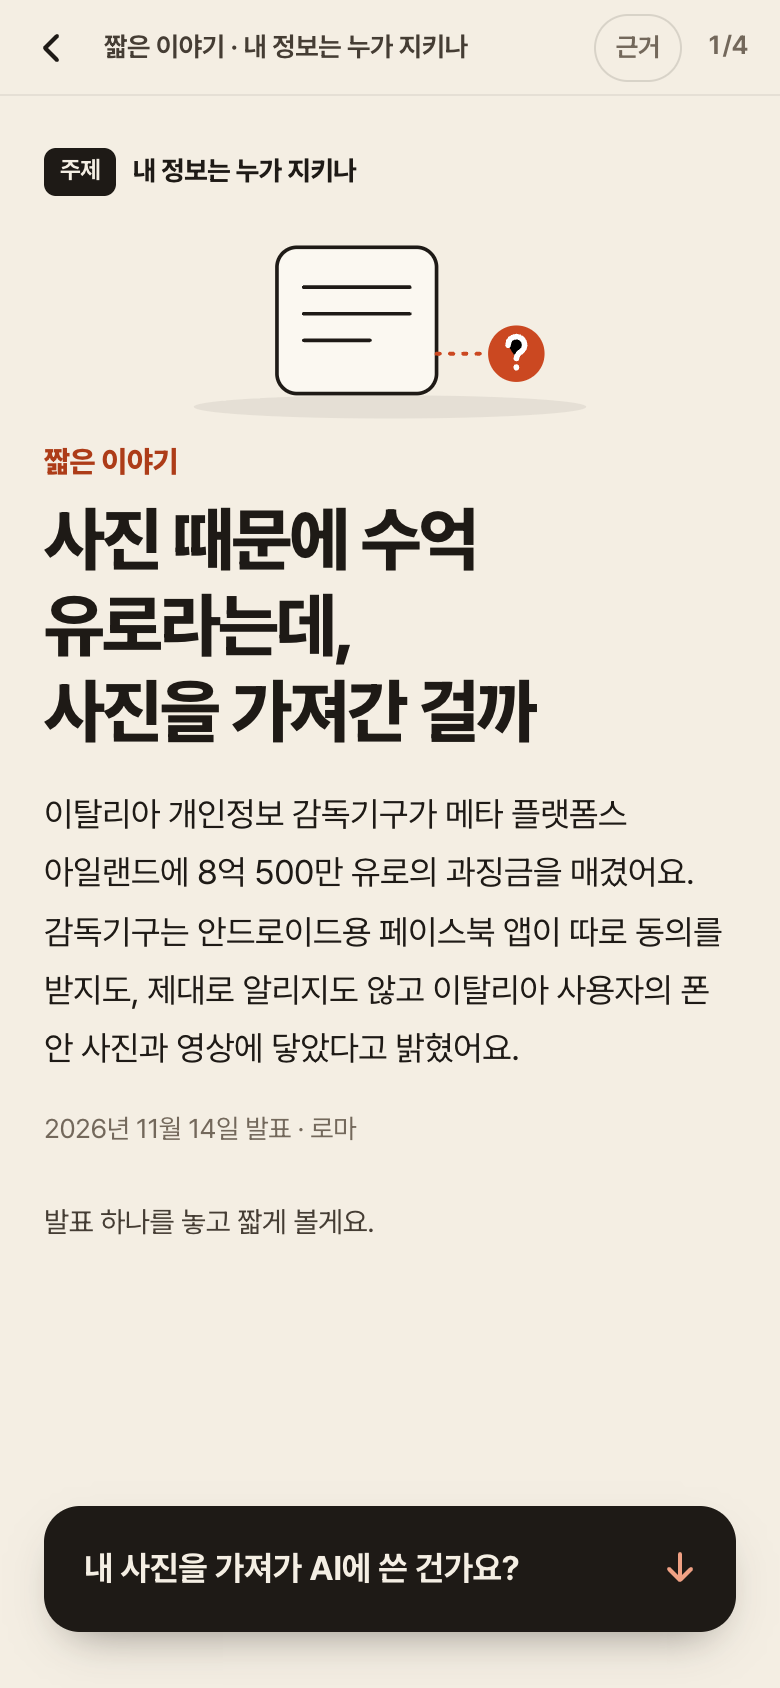 짧은 이야기 · 내 정보는 누가 지키나
근거
1/4
주제
내 정보는 누가 지키나
?
짧은 이야기
사진 때문에 수억
유로라는데,
사진을 가져간 걸까
이탈리아 개인정보 감독기구가 메타 플랫폼스
아일랜드에 8억 500만 유로의 과징금을 매겼어요.
감독기구는 안드로이드용 페이스북 앱이 따로 동의를
받지도, 제대로 알리지도 않고 이탈리아 사용자의 폰
안 사진과 영상에 닿았다고 밝혔어요.
2026년 11월 14일 발표 · 로마
발표 하나를 놓고 짧게 볼게요.
내 사진을 가져가 AI에 쓴 건가요?